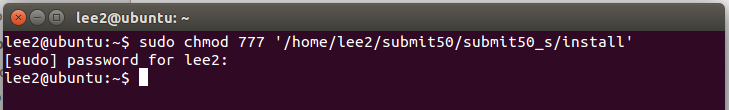 lee2@ubuntu: ~
lee2@ubuntu:~$ sudo chmod 777 '/home/lee2/submit50/submit50_s/install'
[sudo] password for lee2:
lee2@ubuntu:~$